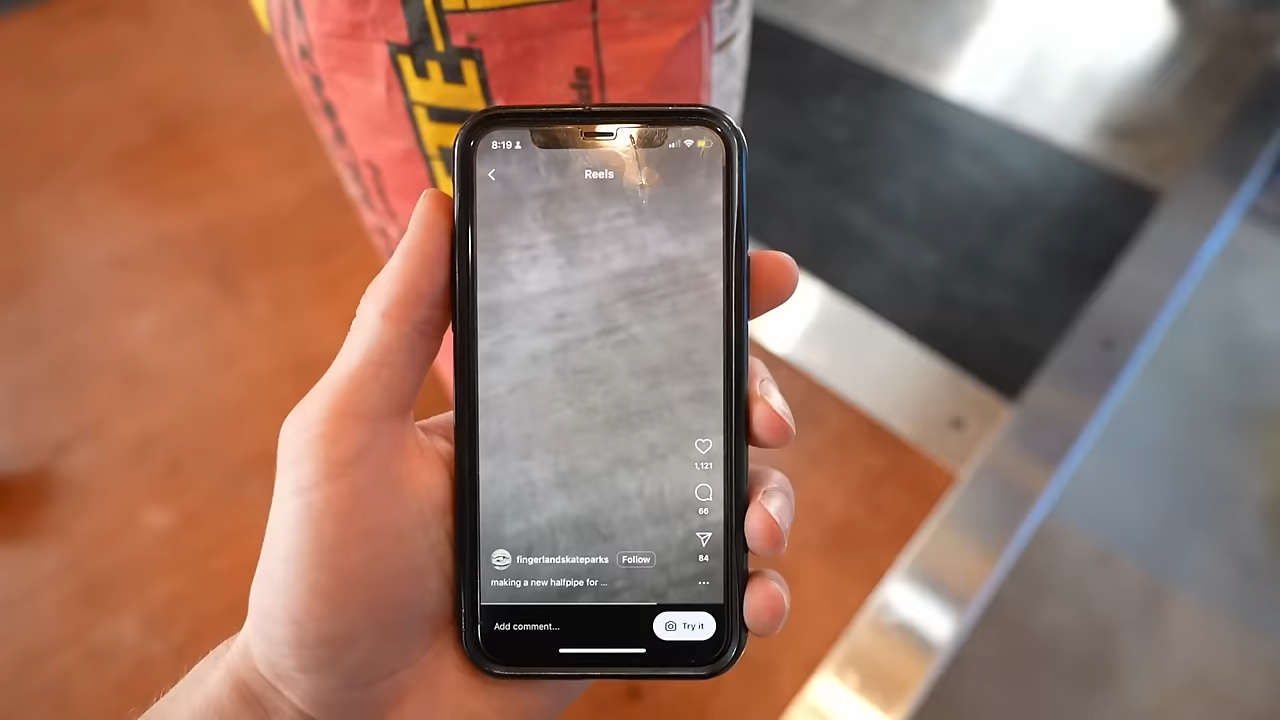 8:19
Reels
1,121
66
84
fingerlandskateparks Follow
making a new halfpipe for ...
Add comment... Try it